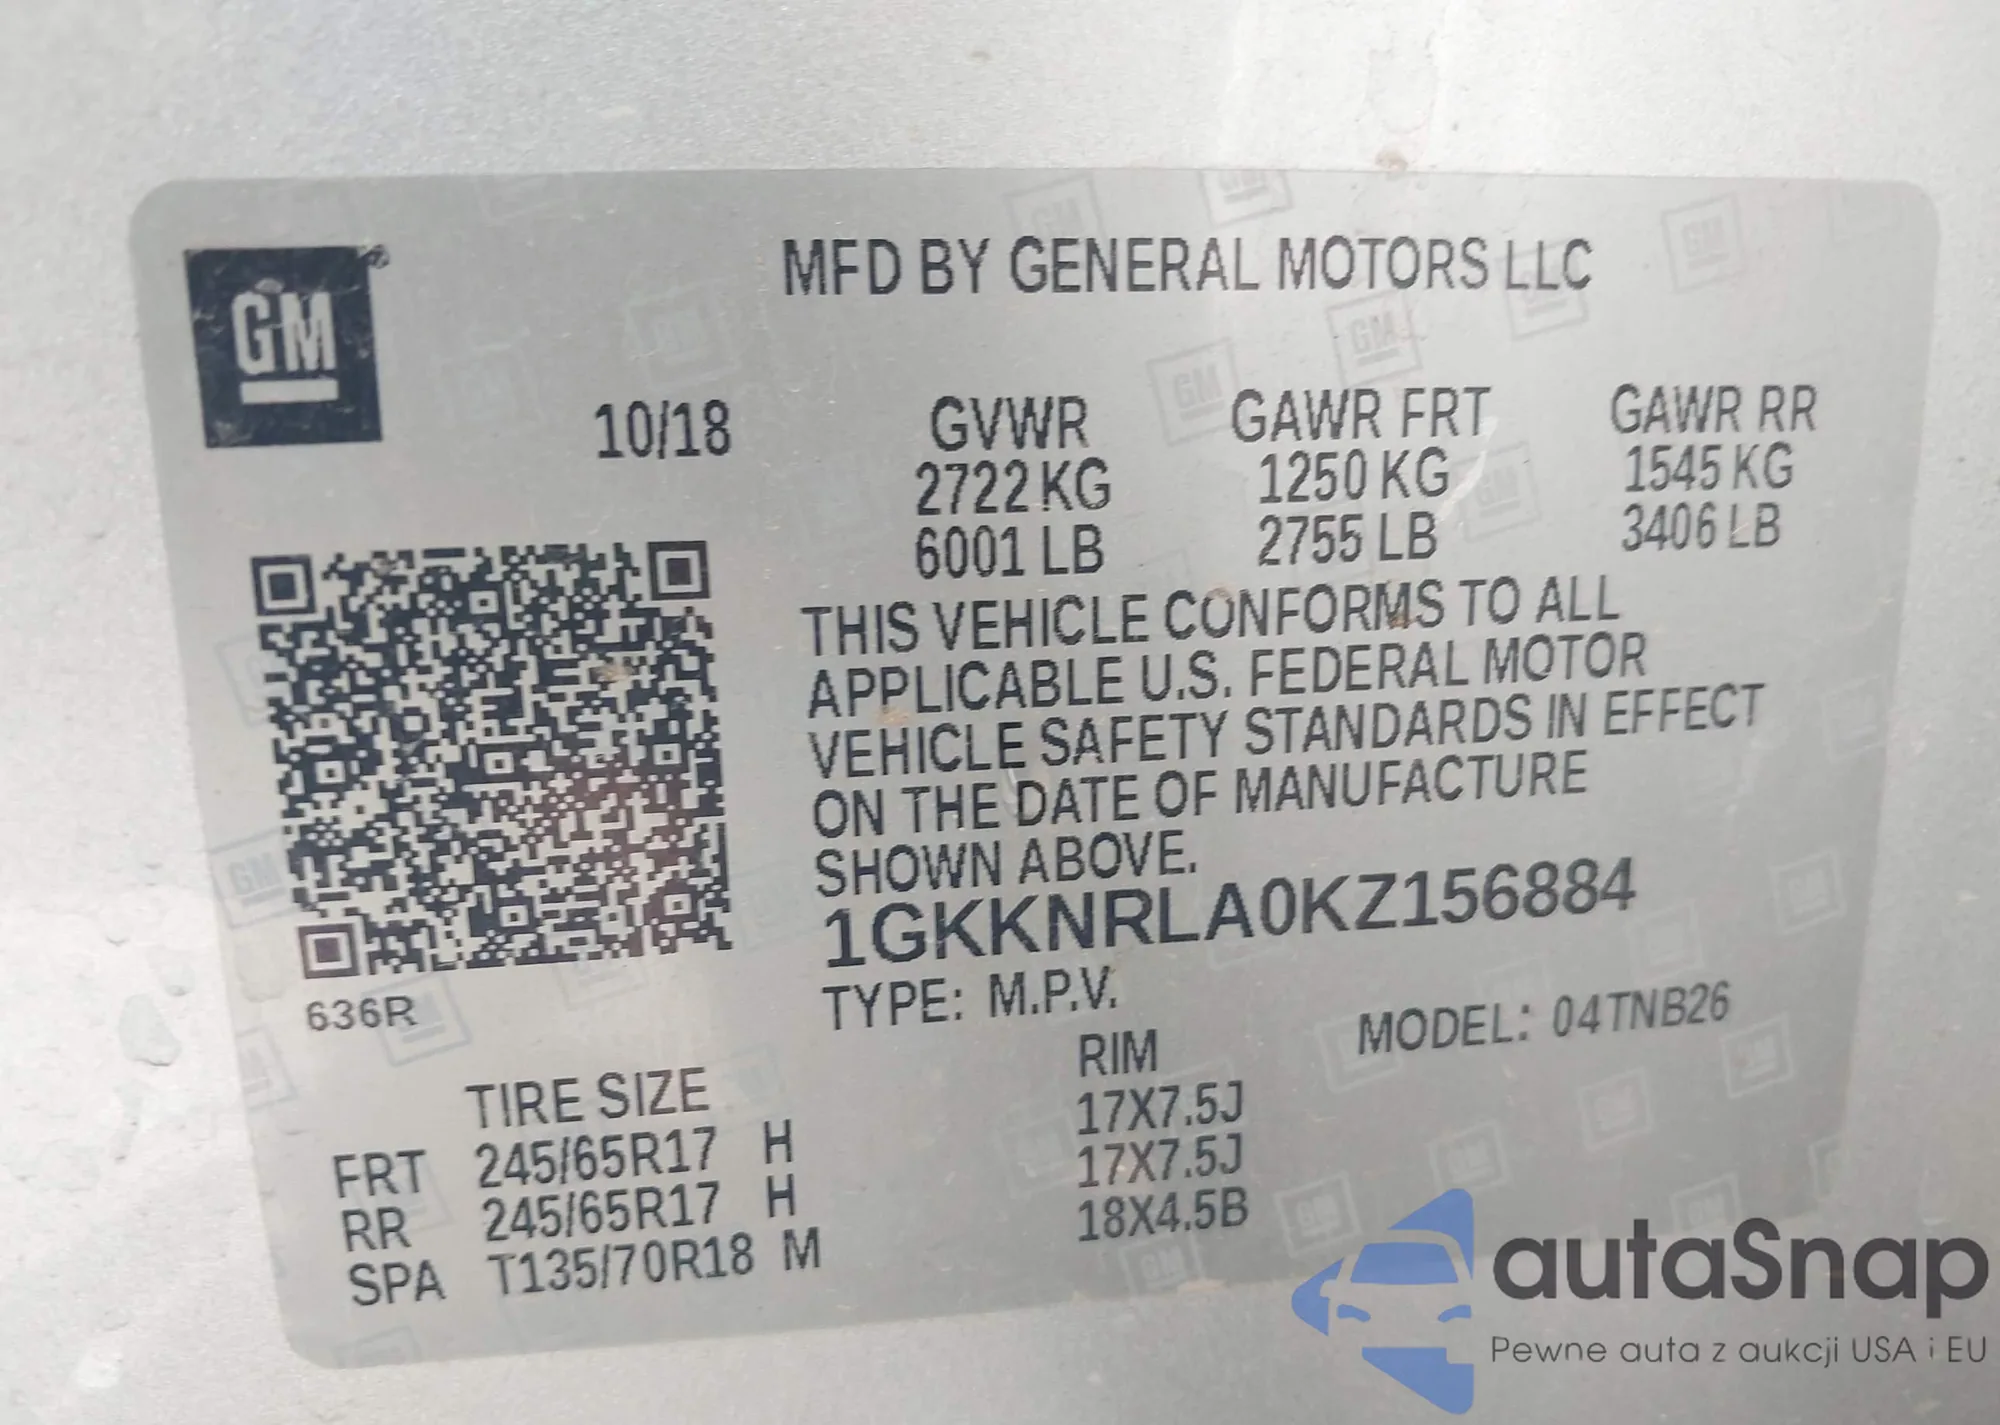 GM
MFD BY GENERAL MOTORS LLC
10/18 GVWR GAWR FRT GAWR RR
2722 KG 1250 KG 1545 KG
6001 LB 2755 LB 3406 LB
THIS VEHICLE CONFORMS TO ALL
APPLICABLE U.S. FEDERAL MOTOR
VEHICLE SAFETY STANDARDS IN EFFECT
ON THE DATE OF MANUFACTURE
SHOWN ABOVE.
1GKKNRLA0KZ156884
636R
TYPE: M.P.V. MODEL: 04TNB26
TIRE SIZE RIM
FRT 245/65R17 H 17X7.5J
RR 245/65R17 H 17X7.5J
SPA T135/70R18 M 18X4.5B
autaSnap
Pewne auta z aukcji USA i EU